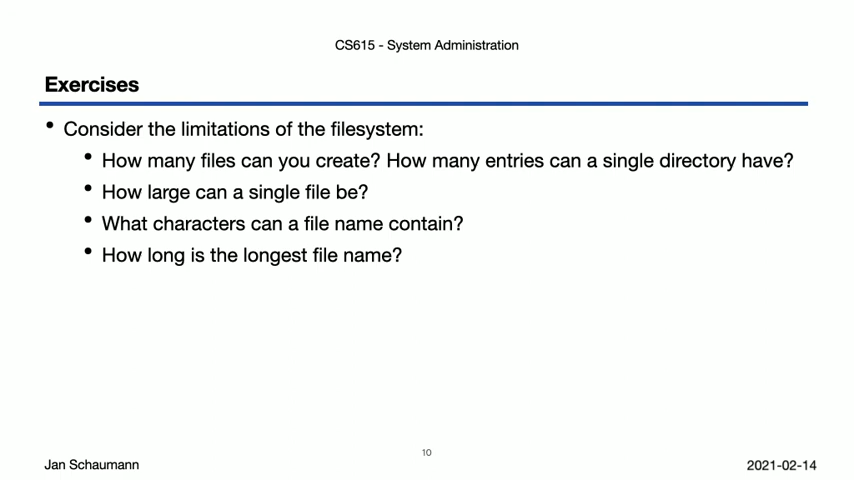 CS615 - System Administration
Exercises
• Consider the limitations of the filesystem:
• How many files can you create? How many entries can a single directory have?
• How large can a single file be?
• What characters can a file name contain?
• How long is the longest file name?
10
Jan Schaumann
2021-02-14